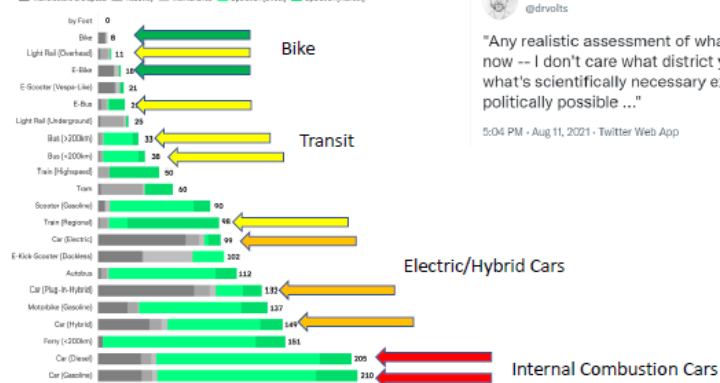 by Foot 0
Bike 8
Light Rail (Overhead) 11
E-Bike
E-Scooter (Vespa-Like) 21
E-Bus
Light Rail (Underground) 25
Bus (>200km) 33
Bus (<200km) 38
Train (Highspeed) 50
Tram 60
Scooter (Gasoline) 90
Train (Regional) 98
Car (Electric) 99
E-Kick-Scooter (Dockless) 102
Autobus 112
Car (Plug-In-Hybrid) 132
Motorbike (Gasoline) 137
Car (Hybrid) 149
Ferry (<200km) 151
Car (Diesel) 205
Car (Gasoline) 210
Bike
Transit
Electric/Hybrid Cars
Internal Combustion Cars
@drvolts
"Any realistic assessment of
now -- I don't care what district
what's scientifically necessary
politically possible ..."
5:04 PM · Aug 11, 2021 · Twitter Web App